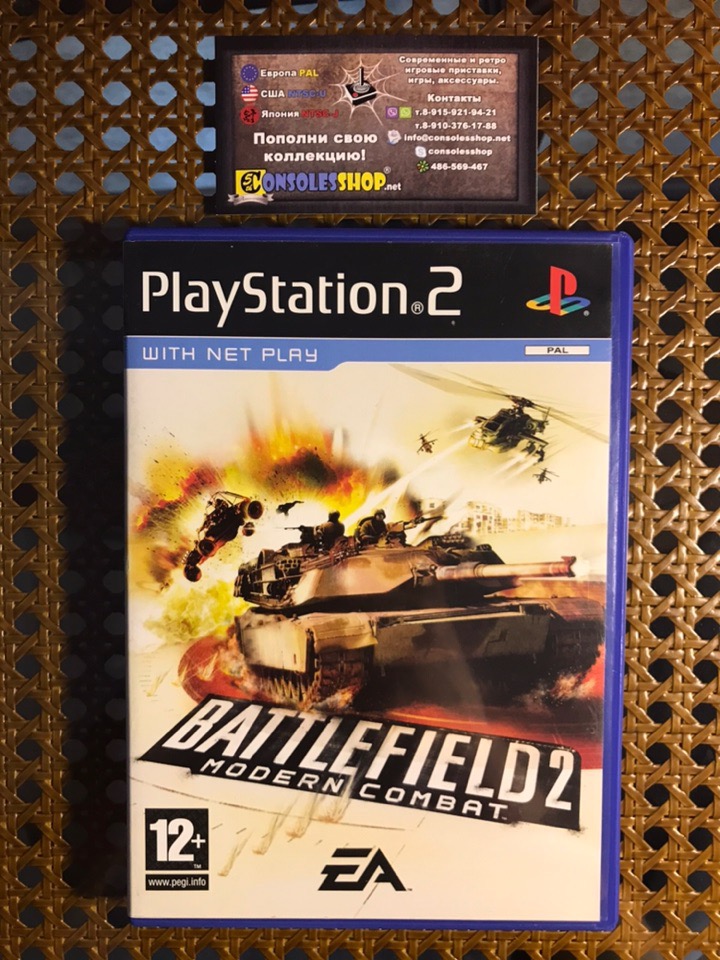 Европа PAL
США NTSC-U
Япония NTSC-J
Пополни свою
коллекцию!
CONSOLESSHOP.net
Современные и ретро
игровые приставки,
игры, аксессуары.
Контакты
т.8-915-921-94-21
т.8-910-376-17-88
info@consolesshop.net
consolesshop
486-569-467
PlayStation®2
WITH NET PLAY
PAL
BATTLEFIELD 2
MODERN COMBAT™
12+
www.pegi.info
EA™